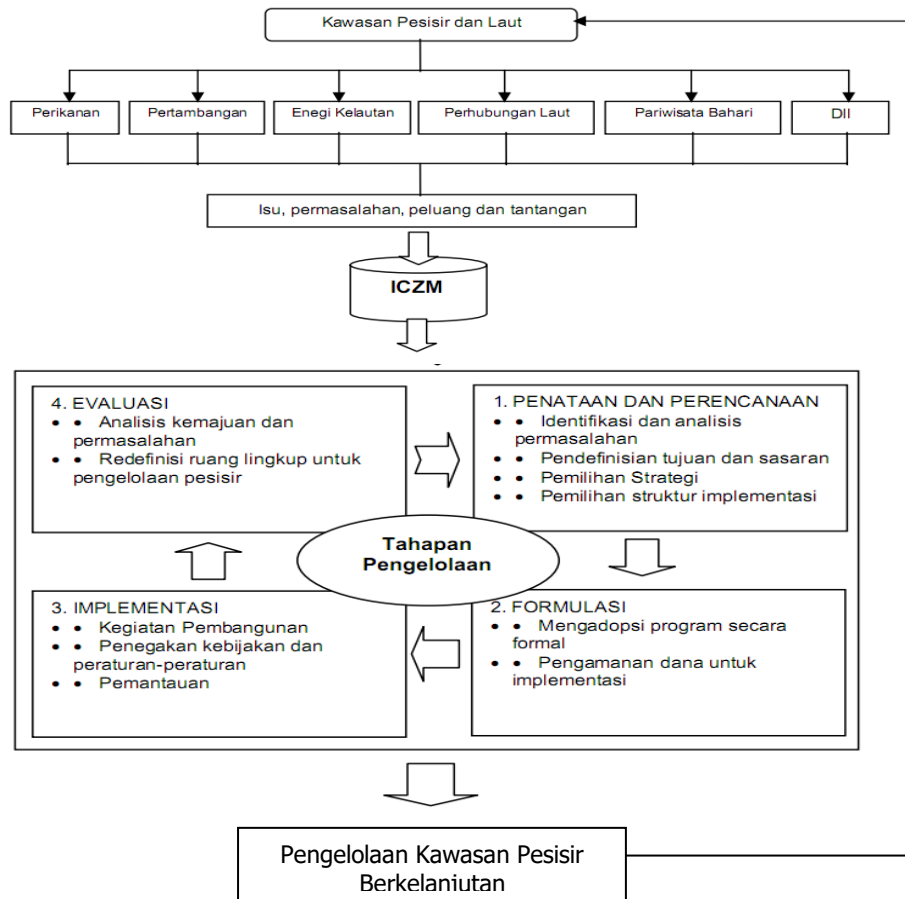 Kawasan Pesisir dan Laut
Perikanan
Pertambangan
Enegi Kelautan
Perhubungan Laut
Pariwisata Bahari
Dll
Isu, permasalahan, peluang dan tantangan
ICZM
4. EVALUASI
• • Analisis kemajuan dan
permasalahan
• • Redefinisi ruang lingkup untuk
pengelolaan pesisir
1. PENATAAN DAN PERENCANAAN
• • Identifikasi dan analisis
permasalahan
• • Pendefinisian tujuan dan sasaran
• • Pemilihan Strategi
• • Pemilihan struktur implementasi
Tahapan
Pengelolaan
3. IMPLEMENTASI
• • Kegiatan Pembangunan
• • Penegakan kebijakan dan
peraturan-peraturan
• • Pemantauan
2. FORMULASI
• • Mengadopsi program secara
formal
• • Pengamanan dana untuk
implementasi
Pengelolaan Kawasan Pesisir
Berkelanjutan